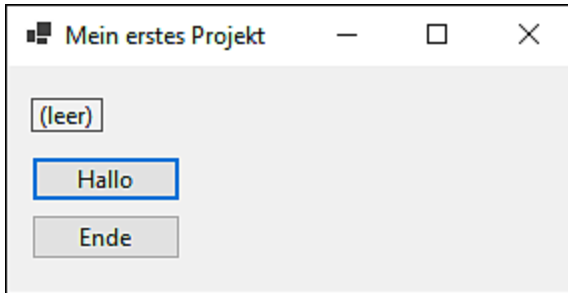 Mein erstes Projekt
(leer)
Hallo
Ende